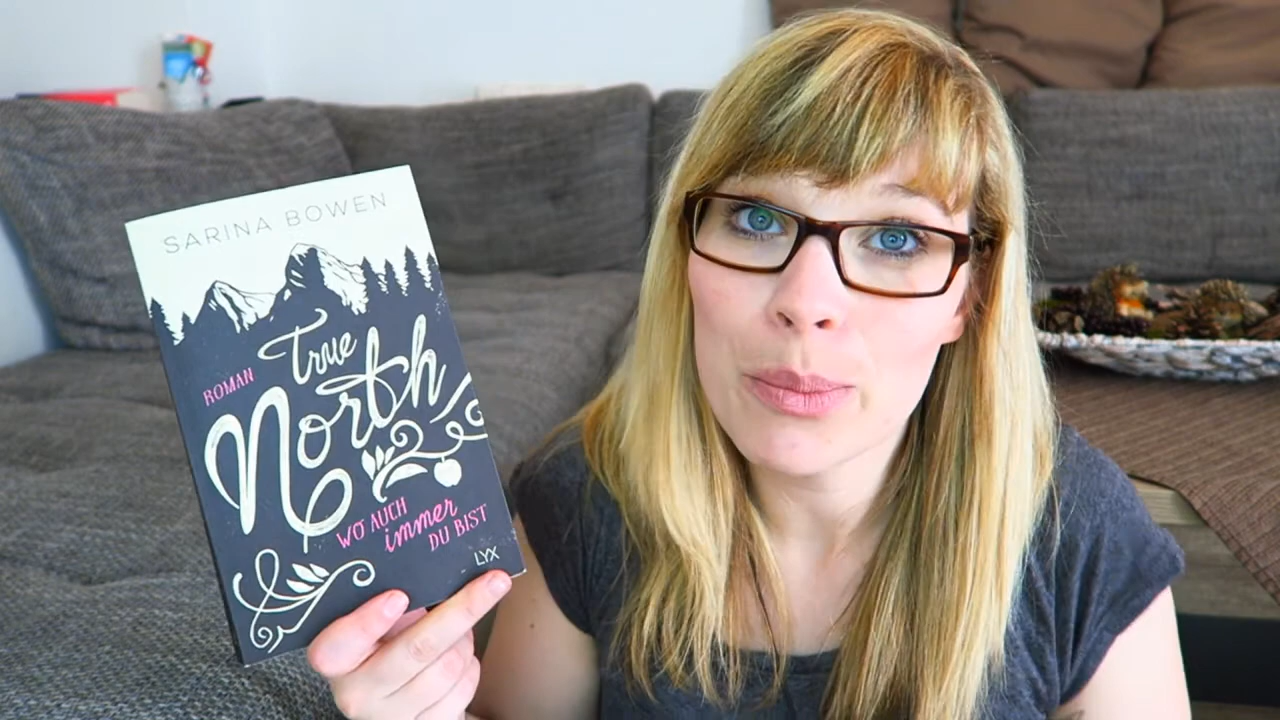 SARINA BOWEN
True
ROMAN
North
WO AUCH
immer
DU BIST
LYX